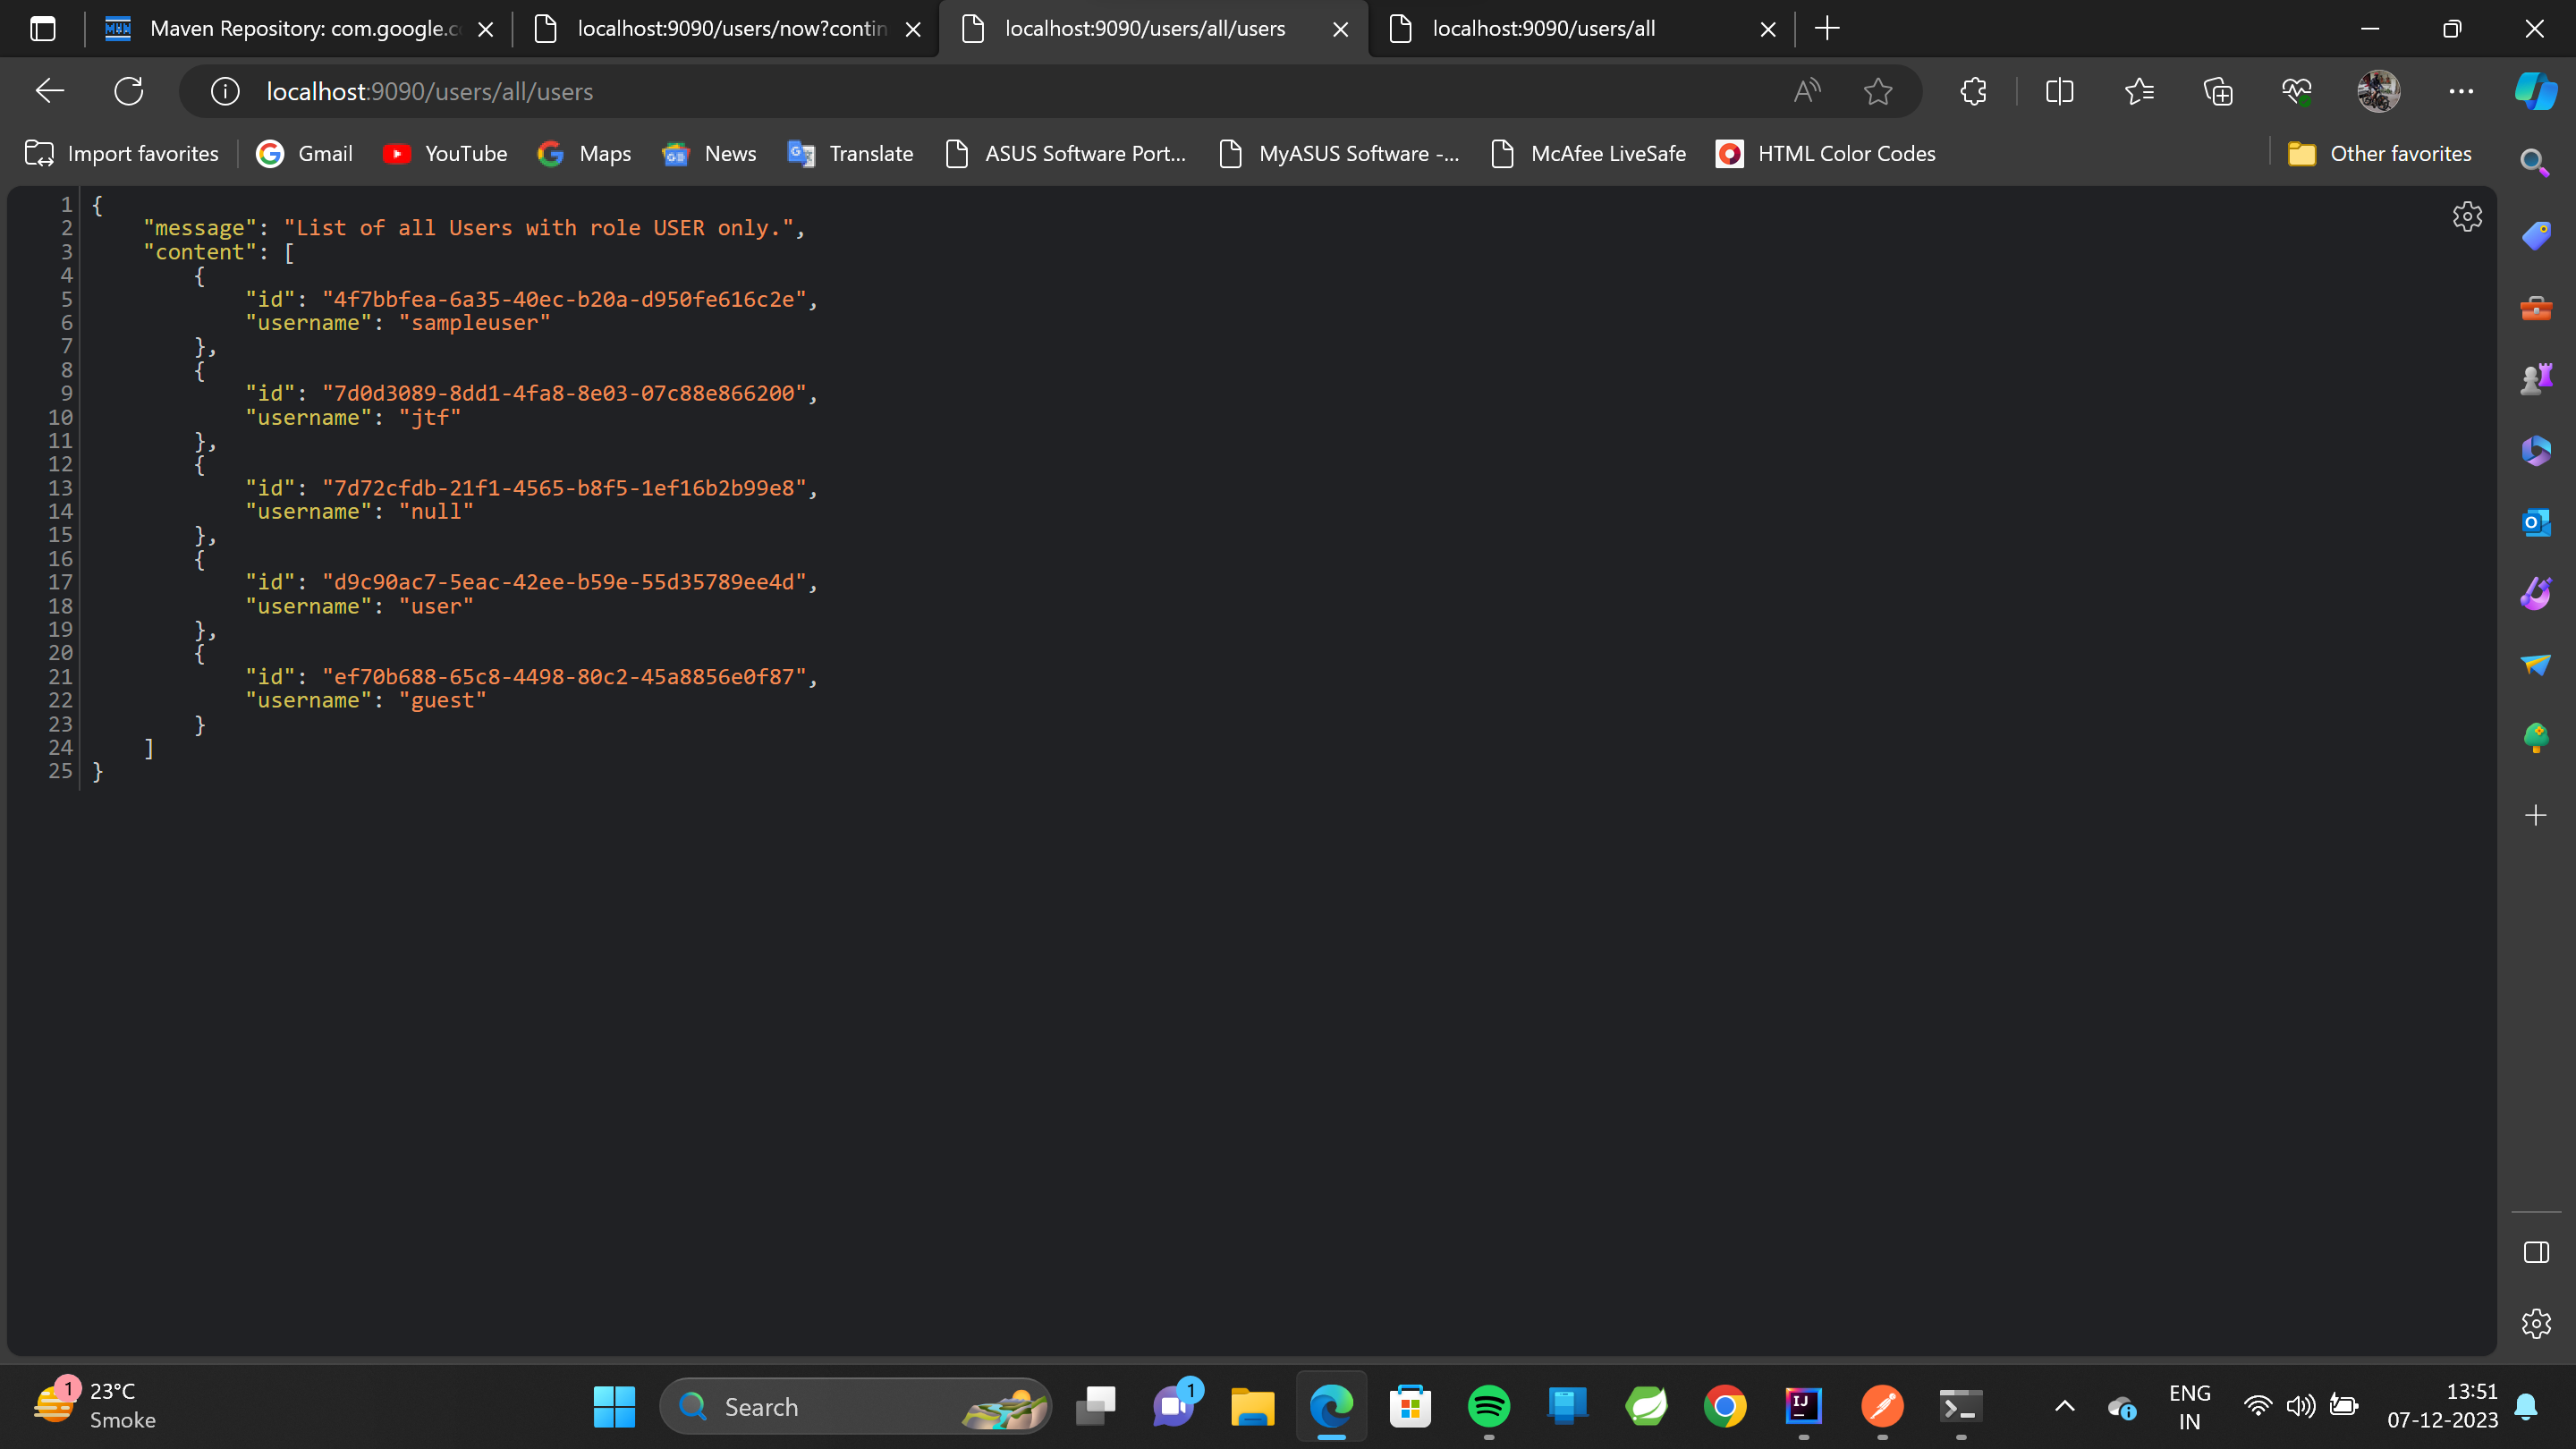 Maven Repository: com.google.c
localhost:9090/users/now?contin
localhost:9090/users/all/users
localhost:9090/users/all
localhost:9090/users/all/users
Import favorites
Gmail
YouTube
Maps
News
Translate
ASUS Software Port...
MyASUS Software -...
McAfee LiveSafe
HTML Color Codes
Other favorites
1 {
2 "message": "List of all Users with role USER only.",
3 "content": [
4 {
5 "id": "4f7bbfea-6a35-40ec-b20a-d950fe616c2e",
6 "username": "sampleuser"
7 },
8 {
9 "id": "7d0d3089-8dd1-4fa8-8e03-07c88e866200",
10 "username": "jtf"
11 },
12 {
13 "id": "7d72cfdb-21f1-4565-b8f5-1ef16b2b99e8",
14 "username": "null"
15 },
16 {
17 "id": "d9c90ac7-5eac-42ee-b59e-55d35789ee4d",
18 "username": "user"
19 },
20 {
21 "id": "ef70b688-65c8-4498-80c2-45a8856e0f87",
22 "username": "guest"
23 }
24 ]
25 }
1
23°C
Smoke
Search
1
ENG
IN
13:51
07-12-2023